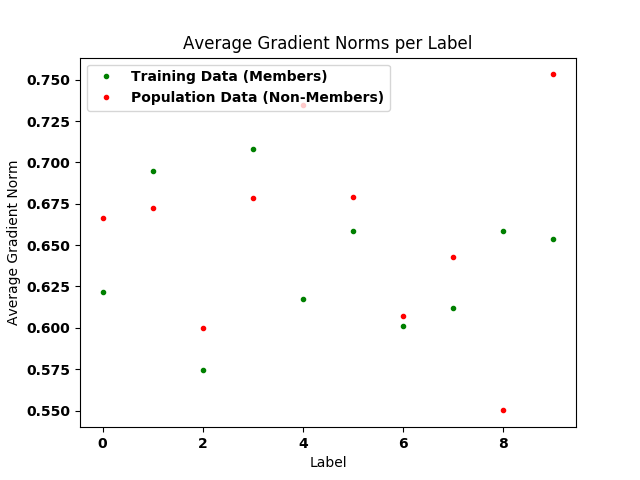 Average Gradient Norms per Label
Training Data (Members)
Population Data (Non-Members)
0.750
0.725
0.700
0.675
0.650
0.625
0.600
0.575
0.550
Average Gradient Norm
0 2 4 6 8
Label